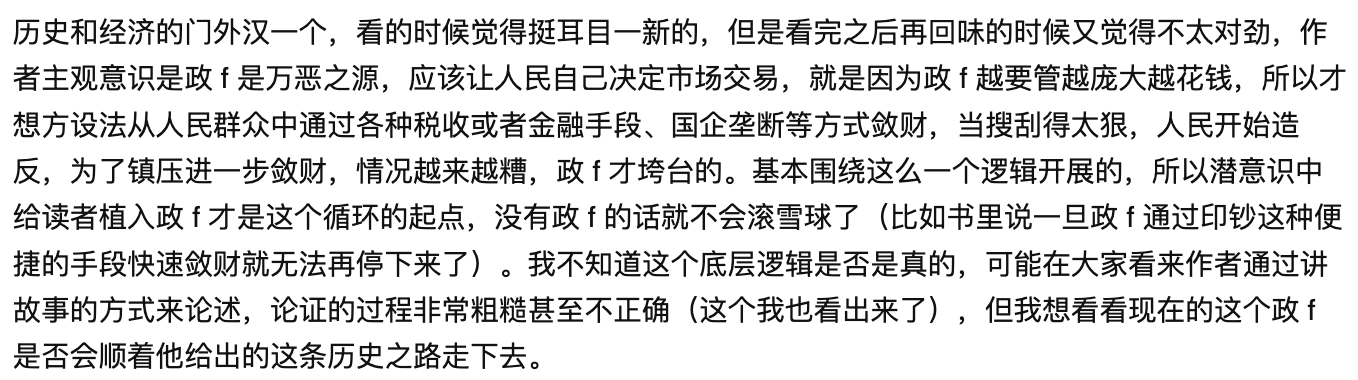 历史和经济的门外汉一个，看的时候觉得挺耳目一新的，但是看完之后再回味的时候又觉得不太对劲，作
者主观意识是政 f 是万恶之源，应该让人民自己决定市场交易，就是因为政 f 越要管越庞大越花钱，所以才
想方设法从人民群众中通过各种税收或者金融手段、国企垄断等方式敛财，当搜刮得太狠，人民开始造
反，为了镇压进一步敛财，情况越来越糟，政 f 才垮台的。基本围绕这么一个逻辑开展的，所以潜意识中
给读者植入政 f 才是这个循环的起点，没有政 f 的话就不会滚雪球了（比如书里说一旦政 f 通过印钞这种便
捷的手段快速敛财就无法再停下来了）。我不知道这个底层逻辑是否是真的，可能在大家看来作者通过讲
故事的方式来论述，论证的过程非常粗糙甚至不正确（这个我也看出来了），但我想看看现在的这个政 f
是否会顺着他给出的这条历史之路走下去。